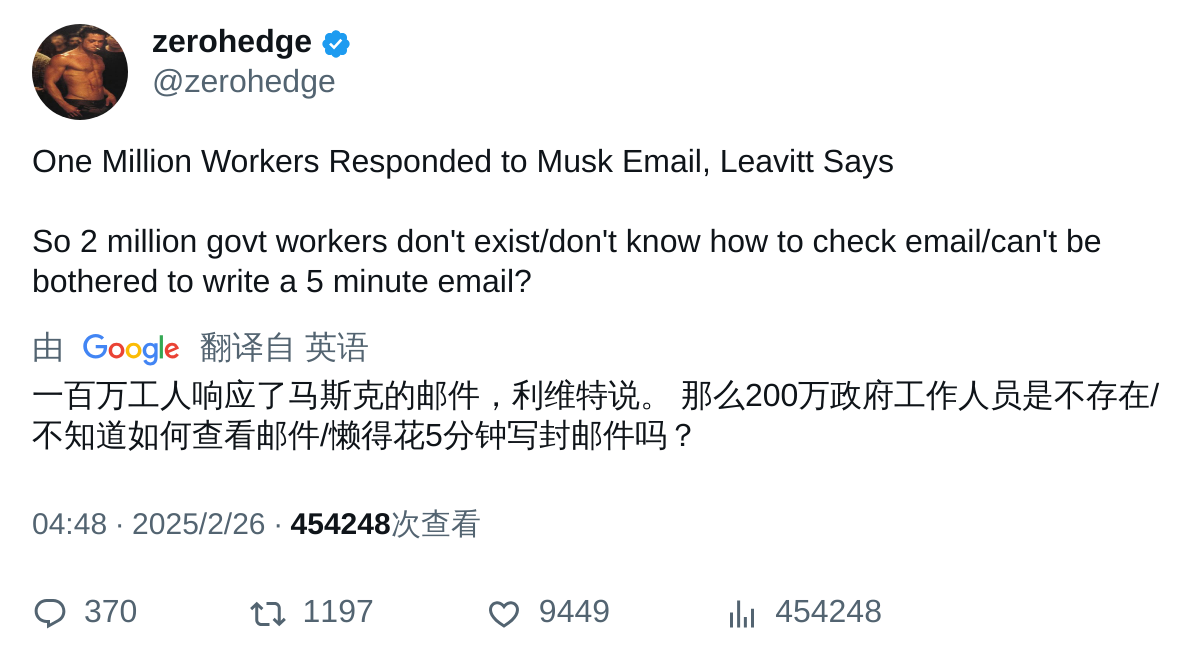 zerohedge
@zerohedge
One Million Workers Responded to Musk Email, Leavitt Says
So 2 million govt workers don't exist/don't know how to check email/can't be
bothered to write a 5 minute email?
由 Google 翻译自 英语
一百万工人响应了马斯克的邮件，利维特说。 那么200万政府工作人员是不存在/
不知道如何查看邮件/懒得花5分钟写封邮件吗？
04:48 · 2025/2/26 · 454248次查看
370 1197 9449 454248